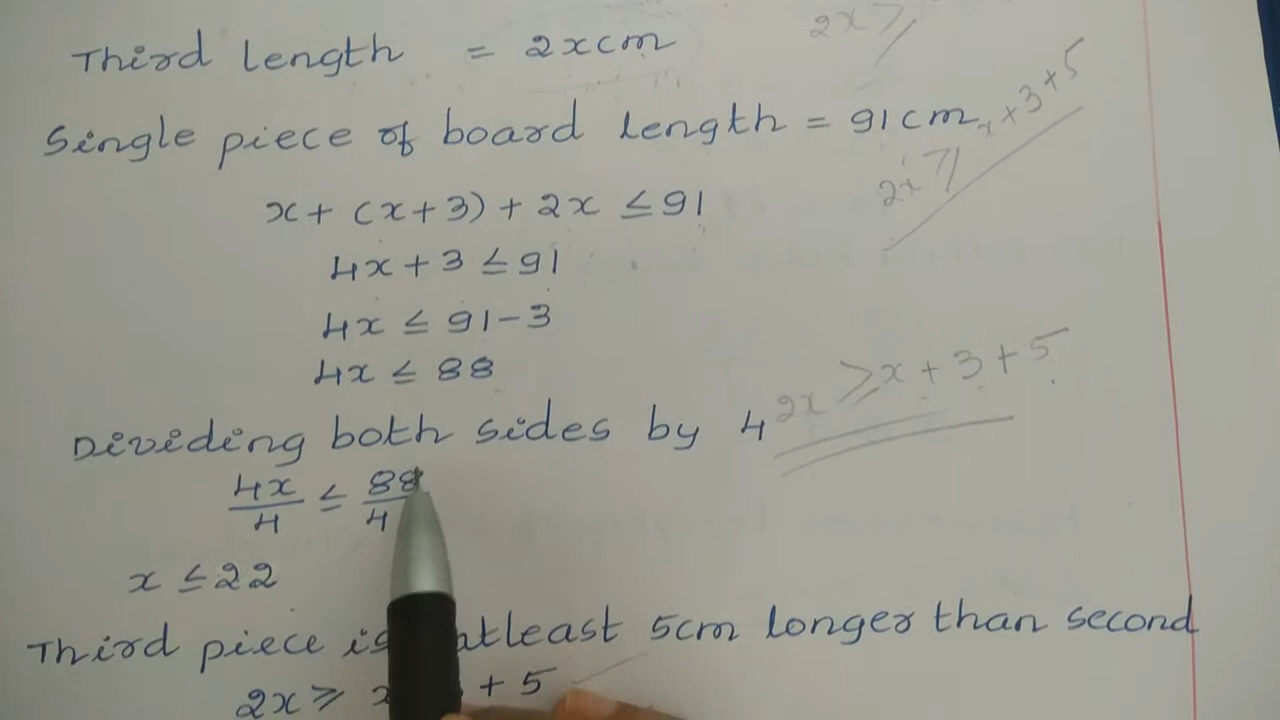 Third length = 2x cm
2x ≥
Single piece of board length = 91 cm
2x ≥ x + 3 + 5
x + (x + 3) + 2x ≤ 91
4x + 3 ≤ 91
4x ≤ 91 - 3
4x ≤ 88
2x ≥ x + 3 + 5
Dividing both sides by 4
4x/4 ≤ 88/4
x ≤ 22
Third piece is atleast 5cm longer than second
2x ≥ x + 5